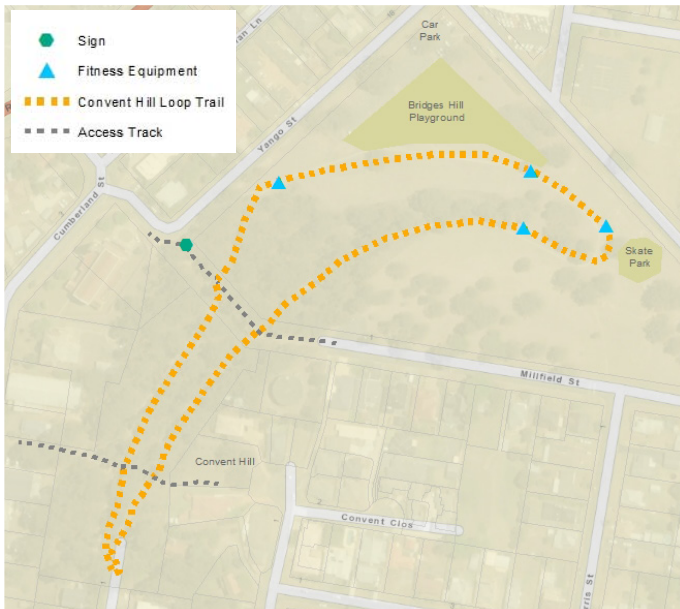 Sign
Fitness Equipment
Convent Hill Loop Trail
Access Track
Car
Park
Bridges Hill
Playground
Yango St
Cumberland St
Skate
Park
Millfield St
Convent Hill
Convent Clos